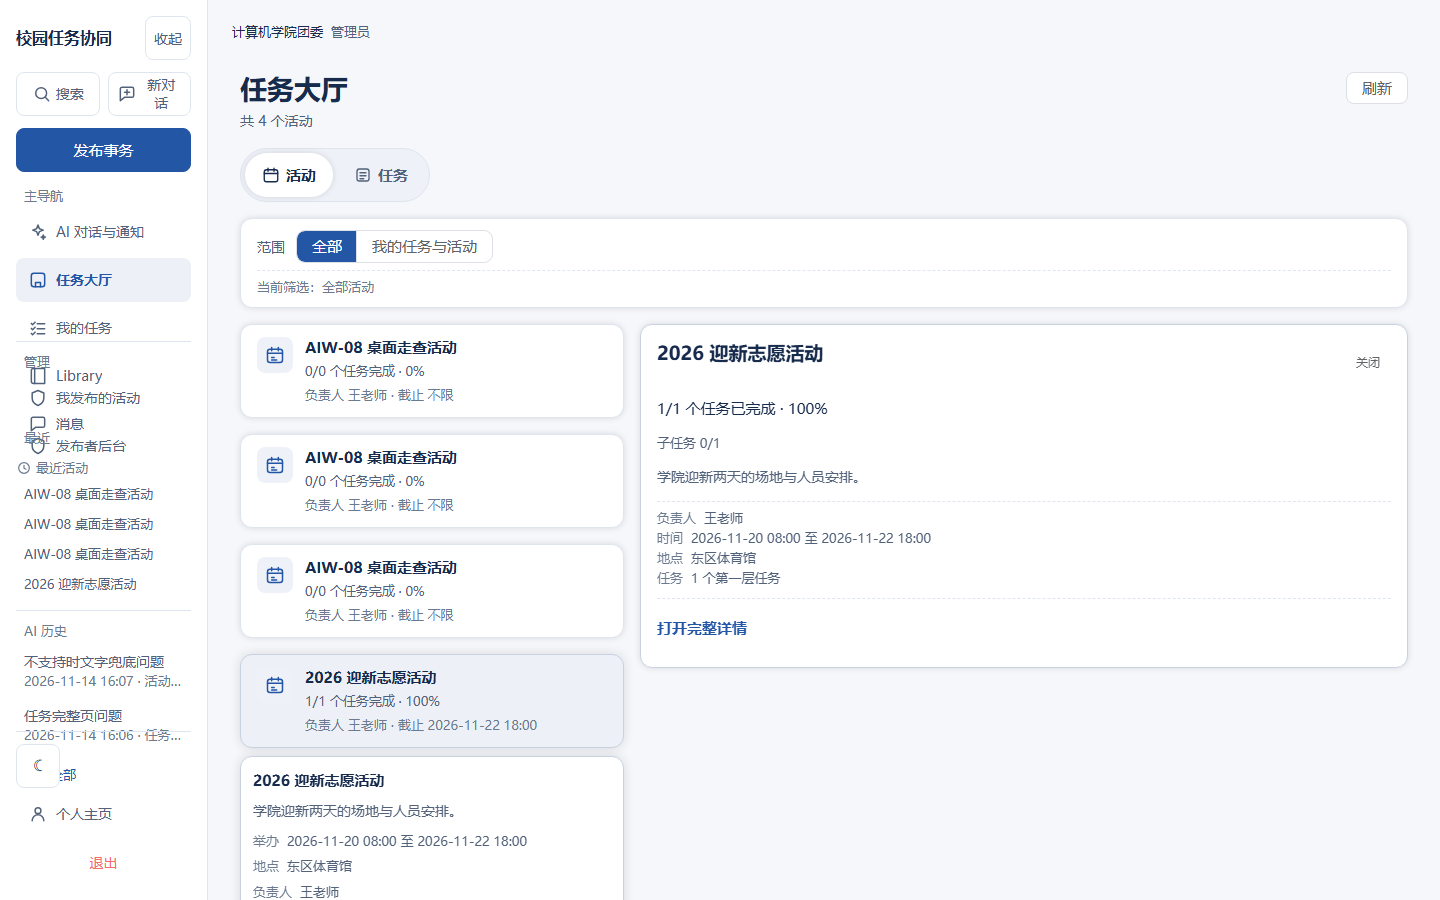 校园任务协同
收起
搜索
新对话
发布事务
主导航
AI 对话与通知
任务大厅
我的任务
管理
Library
我发布的活动
消息
最近
发布者后台
最近活动
AIW-08 桌面走查活动
AIW-08 桌面走查活动
AIW-08 桌面走查活动
2026 迎新志愿活动
AI 历史
不支持时文字兜底问题
2026-11-14 16:07 · 活动...
任务完整页问题
2026-11-14 16:06 · 任务...
全部
个人主页
退出
计算机学院团委 管理员
任务大厅
共 4 个活动
刷新
活动
任务
范围 全部 我的任务与活动
当前筛选：全部活动
AIW-08 桌面走查活动
0/0 个任务完成 · 0%
负责人 王老师 · 截止 不限
AIW-08 桌面走查活动
0/0 个任务完成 · 0%
负责人 王老师 · 截止 不限
AIW-08 桌面走查活动
0/0 个任务完成 · 0%
负责人 王老师 · 截止 不限
2026 迎新志愿活动
1/1 个任务完成 · 100%
负责人 王老师 · 截止 2026-11-22 18:00
2026 迎新志愿活动
学院迎新两天的场地与人员安排。
举办 2026-11-20 08:00 至 2026-11-22 18:00
地点 东区体育馆
负责人 王老师
2026 迎新志愿活动
关闭
1/1 个任务已完成 · 100%
子任务 0/1
学院迎新两天的场地与人员安排。
负责人 王老师
时间 2026-11-20 08:00 至 2026-11-22 18:00
地点 东区体育馆
任务 1 个第一层任务
打开完整详情